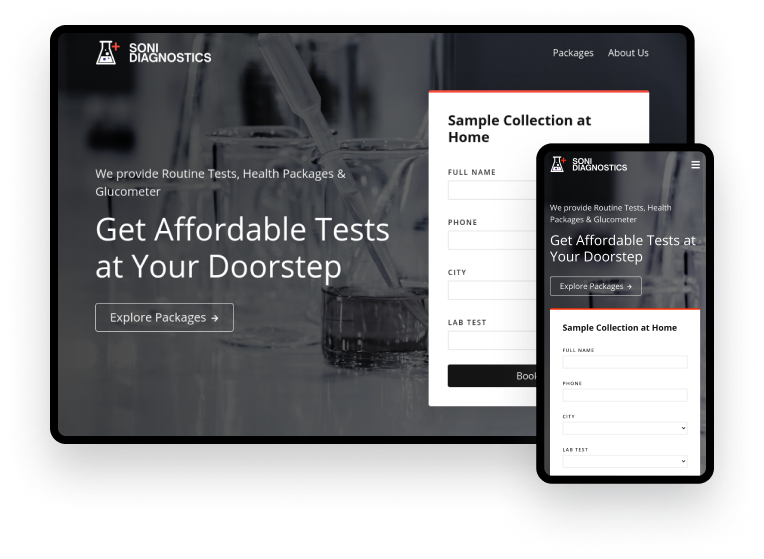 SONI
DIAGNOSTICS
Packages About Us
We provide Routine Tests, Health Packages &
Glucometer
Get Affordable Tests
at Your Doorstep
Explore Packages →
Sample Collection at
Home
FULL NAME
PHONE
CITY
LAB TEST
Book
SONI
DIAGNOSTICS
We provide Routine Tests, Health
Packages & Glucometer
Get Affordable Tests at
Your Doorstep
Explore Packages →
Sample Collection at Home
FULL NAME
PHONE
CITY
LAB TEST